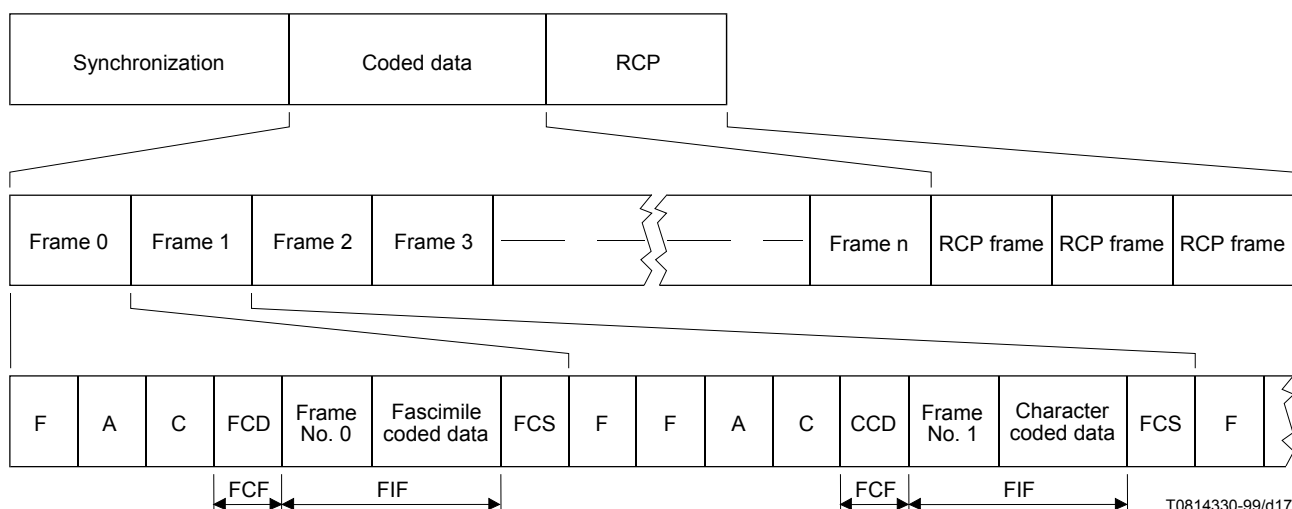 Synchronization Coded data RCP
Frame 0 Frame 1 Frame 2 Frame 3 Frame n RCP frame RCP frame RCP frame
F A C FCD Frame No. 0 Fascimile coded data FCS F F A C CCD Frame No. 1 Character coded data FCS F
FCF FIF FCF FIF
T0814330-99/d17